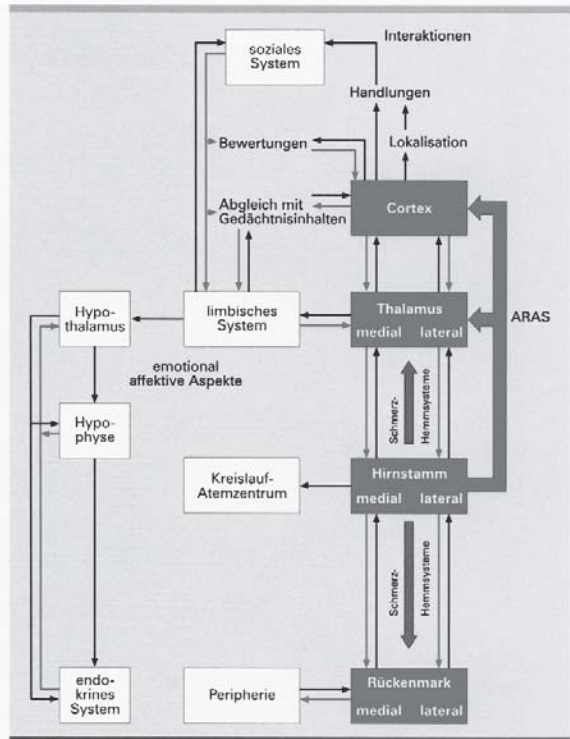 Interaktionen
soziales
System
Handlungen
Lokalisation
Bewertungen
Abgleich mit
Gedächtnisinhalten
Cortex
Hypo-
thalamus
limbisches
System
Thalamus
medial lateral
ARAS
emotional
affektive Aspekte
Schmerz-
Hemmsysteme
Hypo-
physe
Kreislauf-
Atemzentrum
Hirnstamm
medial lateral
Schmerz-
Hemmsysteme
endo-
krines
System
Peripherie
Rückenmark
medial lateral